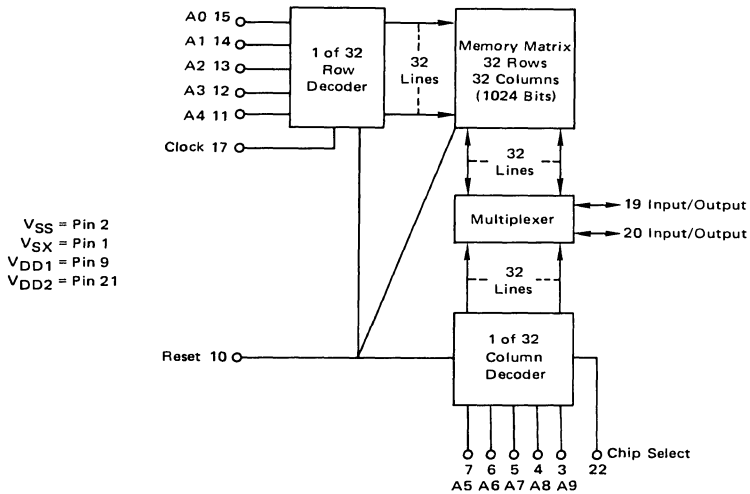 A0 15
A1 14
A2 13
A3 12
A4 11
Clock 17
1 of 32
Row
Decoder
32
Lines
Memory Matrix
32 Rows
32 Columns
(1024 Bits)
32
Lines
Multiplexer
19 Input/Output
20 Input/Output
VSS = Pin 2
VSX = Pin 1
VDD1 = Pin 9
VDD2 = Pin 21
32
Lines
Reset 10
1 of 32
Column
Decoder
Chip Select
7 6 5 4 3 22
A5 A6 A7 A8 A9